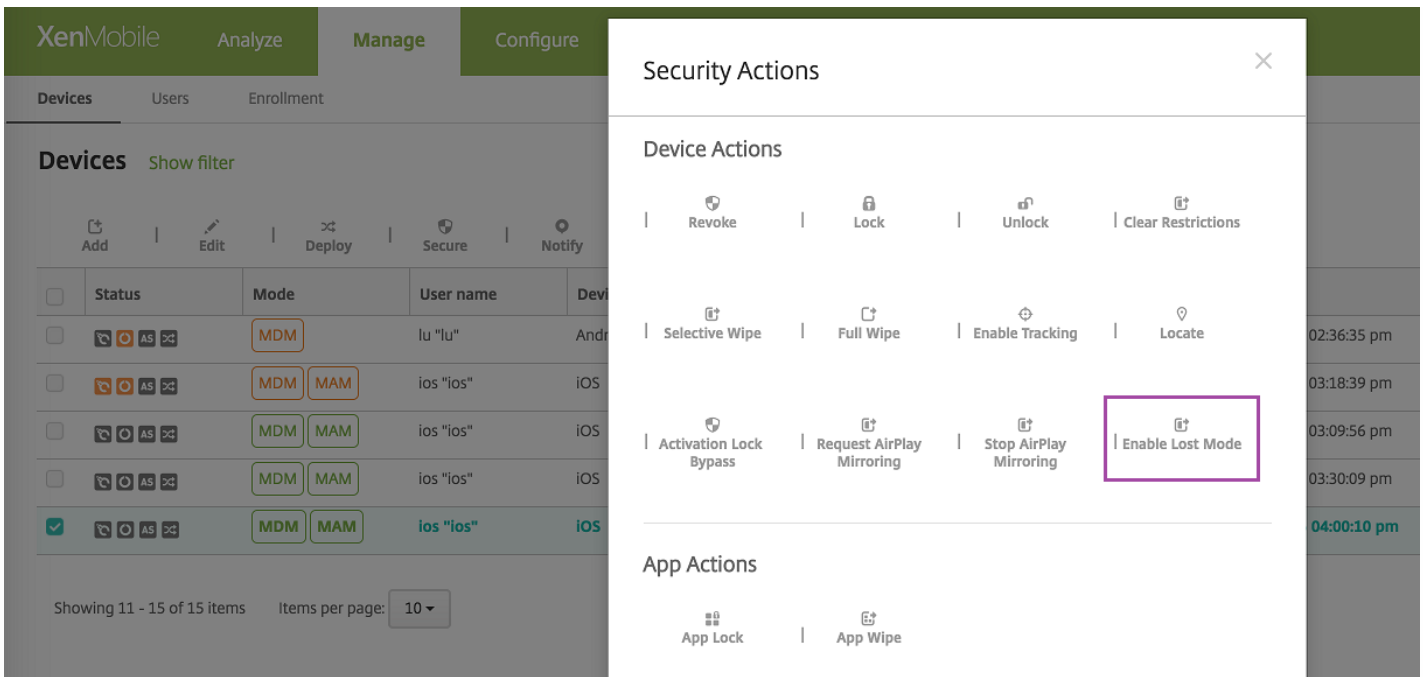 XenMobile Analyze Manage Configure
Devices Users Enrollment
Devices Show filter
Add Edit Deploy Secure Notify
Status Mode User name Devi
AS MDM lu "lu" Andr 02:36:35 pm
AS MDM MAM ios "ios" iOS 03:18:39 pm
AS MDM MAM ios "ios" iOS 03:09:56 pm
AS MDM MAM ios "ios" iOS 03:30:09 pm
AS MDM MAM ios "ios" iOS 04:00:10 pm
Showing 11 - 15 of 15 items Items per page: 10
Security Actions
Device Actions
Revoke Lock Unlock Clear Restrictions
Selective Wipe Full Wipe Enable Tracking Locate
Activation Lock Request AirPlay Stop AirPlay Enable Lost Mode
Bypass Mirroring Mirroring
App Actions
App Lock App Wipe